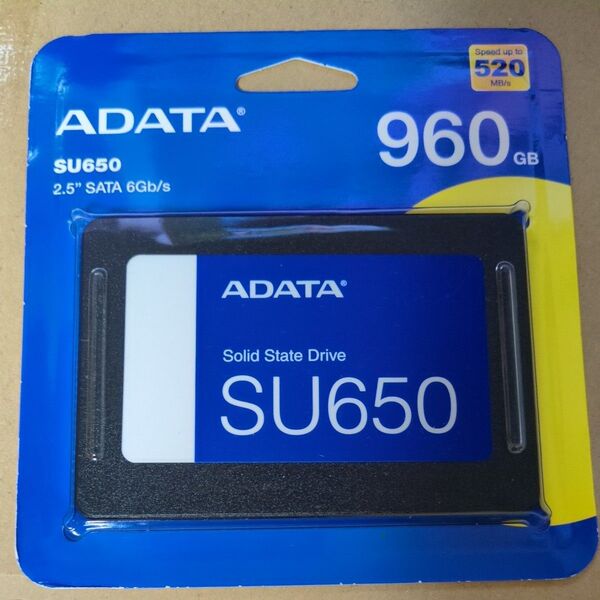 Speed up to
520
MB/s
ADATA®
960 GB
SU650
2.5" SATA 6Gb/s
ADATA®
Solid State Drive
SU650